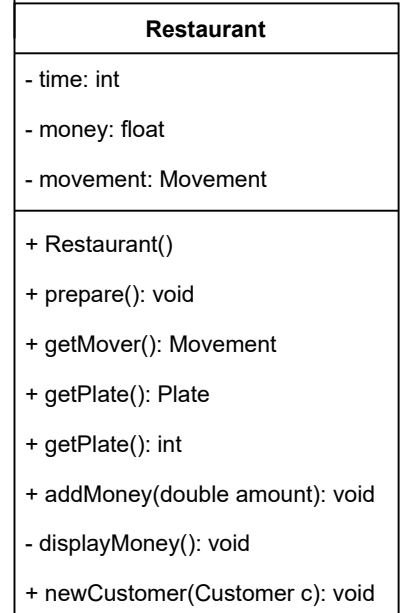 Restaurant
- time: int
- money: float
- movement: Movement
+ Restaurant()
+ prepare(): void
+ getMover(): Movement
+ getPlate(): Plate
+ getPlate(): int
+ addMoney(double amount): void
- displayMoney(): void
+ newCustomer(Customer c): void